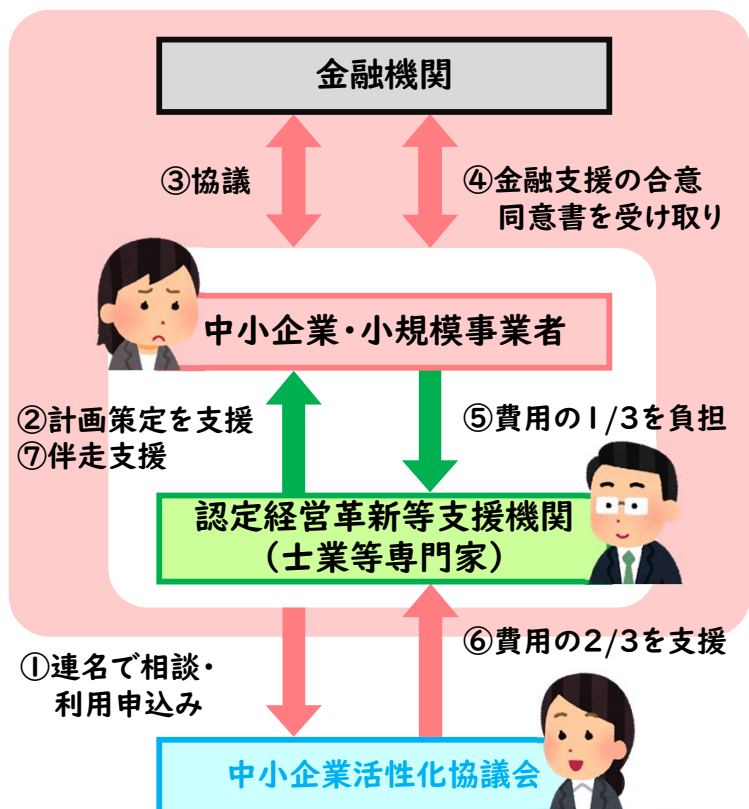 金融機関
③協議
④金融支援の合意
同意書を受け取り
中小企業・小規模事業者
②計画策定を支援
⑦伴走支援
⑤費用の1/3を負担
認定経営革新等支援機関
（士業等専門家）
①連名で相談・
利用申込み
⑥費用の2/3を支援
中小企業活性化協議会